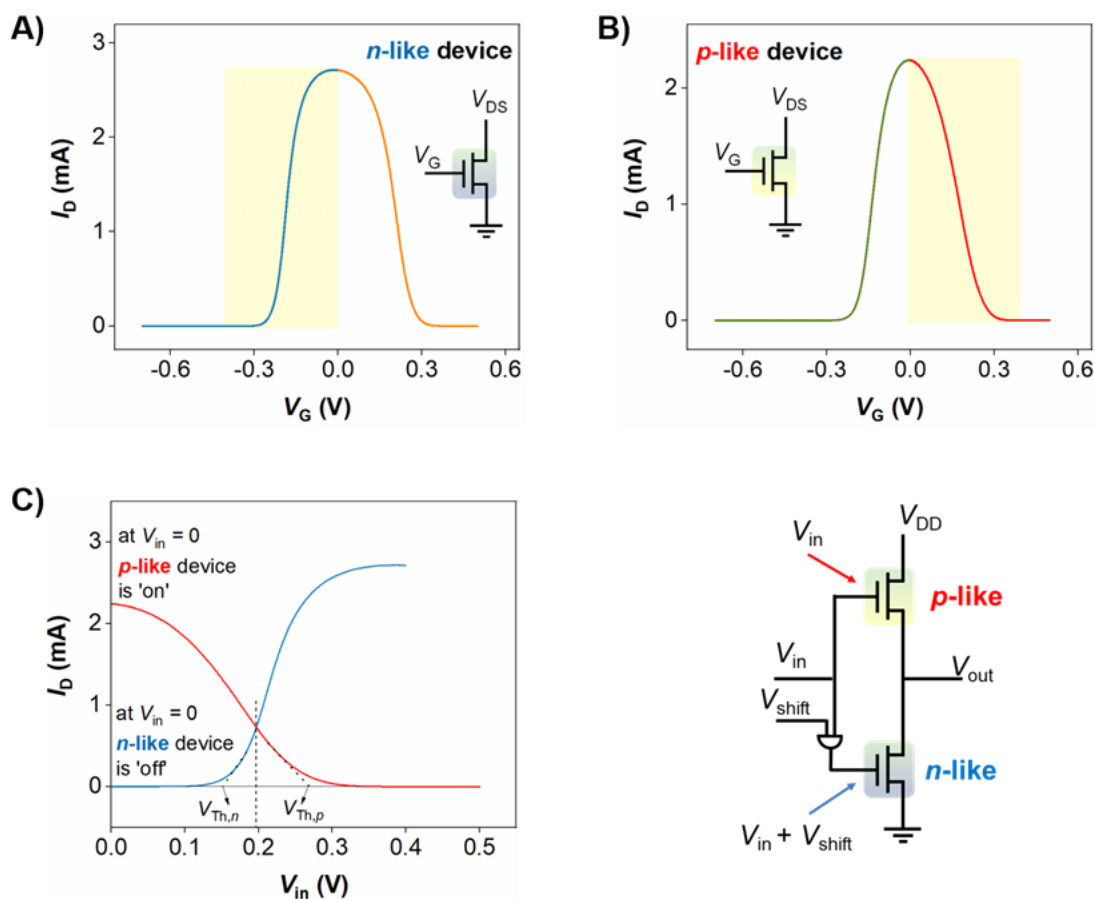 A)
n-like device
V_DS
V_G
I_D (mA)
3
2
1
0
-0.6
-0.3
0.0
0.3
0.6
V_G (V)
B)
p-like device
V_DS
V_G
I_D (mA)
2
1
0
-0.6
-0.3
0.0
0.3
0.6
V_G (V)
C)
at V_in = 0
p-like device
is 'on'
at V_in = 0
n-like device
is 'off'
V_Th,n
V_Th,p
I_D (mA)
3
2
1
0
0.0
0.1
0.2
0.3
0.4
0.5
V_in (V)
V_DD
V_in
p-like
V_in
V_out
V_shift
n-like
V_in + V_shift